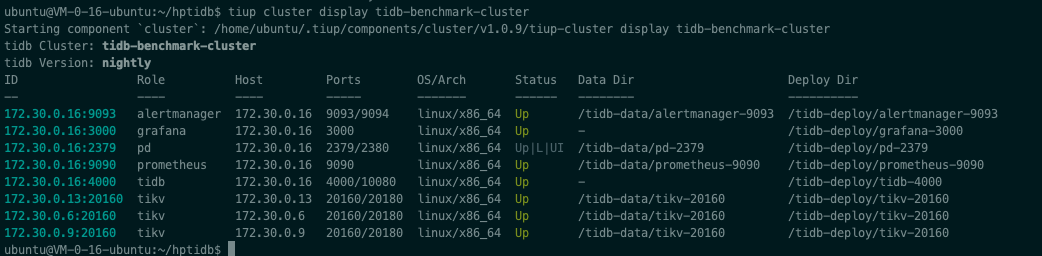 ubuntu@VM-0-16-ubuntu:~/hptidb$ tiup cluster display tidb-benchmark-cluster
Starting component `cluster`: /home/ubuntu/.tiup/components/cluster/v1.0.9/tiup-cluster display tidb-benchmark-cluster
tidb Cluster: tidb-benchmark-cluster
tidb Version: nightly
ID Role Host Ports OS/Arch Status Data Dir Deploy Dir
-- ---- ---- ----- ------- ------ -------- ----------
172.30.0.16:9093 alertmanager 172.30.0.16 9093/9094 linux/x86_64 Up /tidb-data/alertmanager-9093 /tidb-deploy/alertmanager-9093
172.30.0.16:3000 grafana 172.30.0.16 3000 linux/x86_64 Up - /tidb-deploy/grafana-3000
172.30.0.16:2379 pd 172.30.0.16 2379/2380 linux/x86_64 Up|L|UI /tidb-data/pd-2379 /tidb-deploy/pd-2379
172.30.0.16:9090 prometheus 172.30.0.16 9090 linux/x86_64 Up /tidb-data/prometheus-9090 /tidb-deploy/prometheus-9090
172.30.0.16:4000 tidb 172.30.0.16 4000/10080 linux/x86_64 Up - /tidb-deploy/tidb-4000
172.30.0.13:20160 tikv 172.30.0.13 20160/20180 linux/x86_64 Up /tidb-data/tikv-20160 /tidb-deploy/tikv-20160
172.30.0.6:20160 tikv 172.30.0.6 20160/20180 linux/x86_64 Up /tidb-data/tikv-20160 /tidb-deploy/tikv-20160
172.30.0.9:20160 tikv 172.30.0.9 20160/20180 linux/x86_64 Up /tidb-data/tikv-20160 /tidb-deploy/tikv-20160
ubuntu@VM-0-16-ubuntu:~/hptidb$